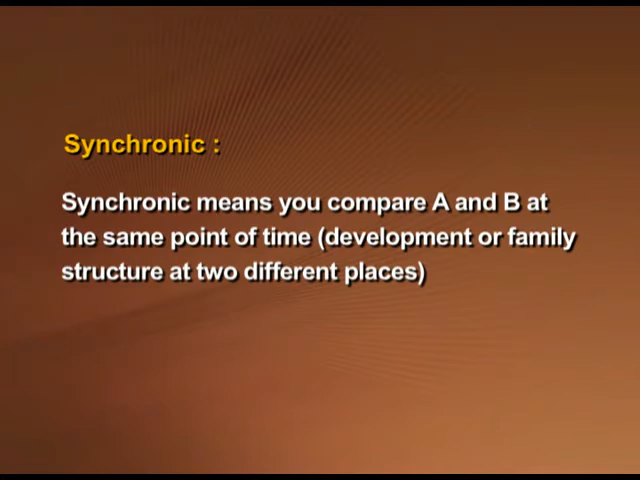 Synchronic :
Synchronic means you compare A and B at
the same point of time (development or family
structure at two different places)